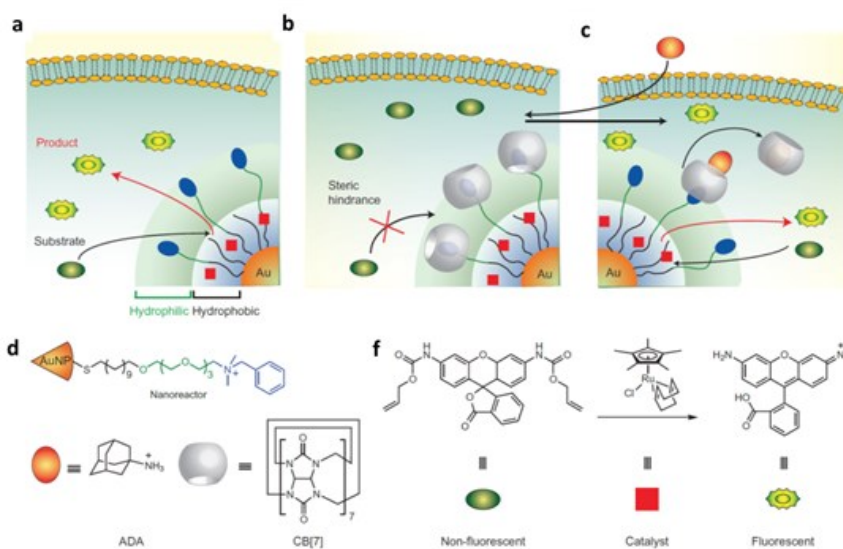 a
b
c
Product
Substrate
Au
Hydrophilic Hydrophobic
Steric
hindrance
Au
Au
d
AuNP
S
9
O
O
3
N
+
Nanoreactor
+
NH3
ADA
O
N N
N N
O
7
CB[7]
f
O
O
N
H
O
H
N
O
O
O
O
Ru
Cl
H2N
O
N
HO
O
Non-fluorescent
Catalyst
Fluorescent